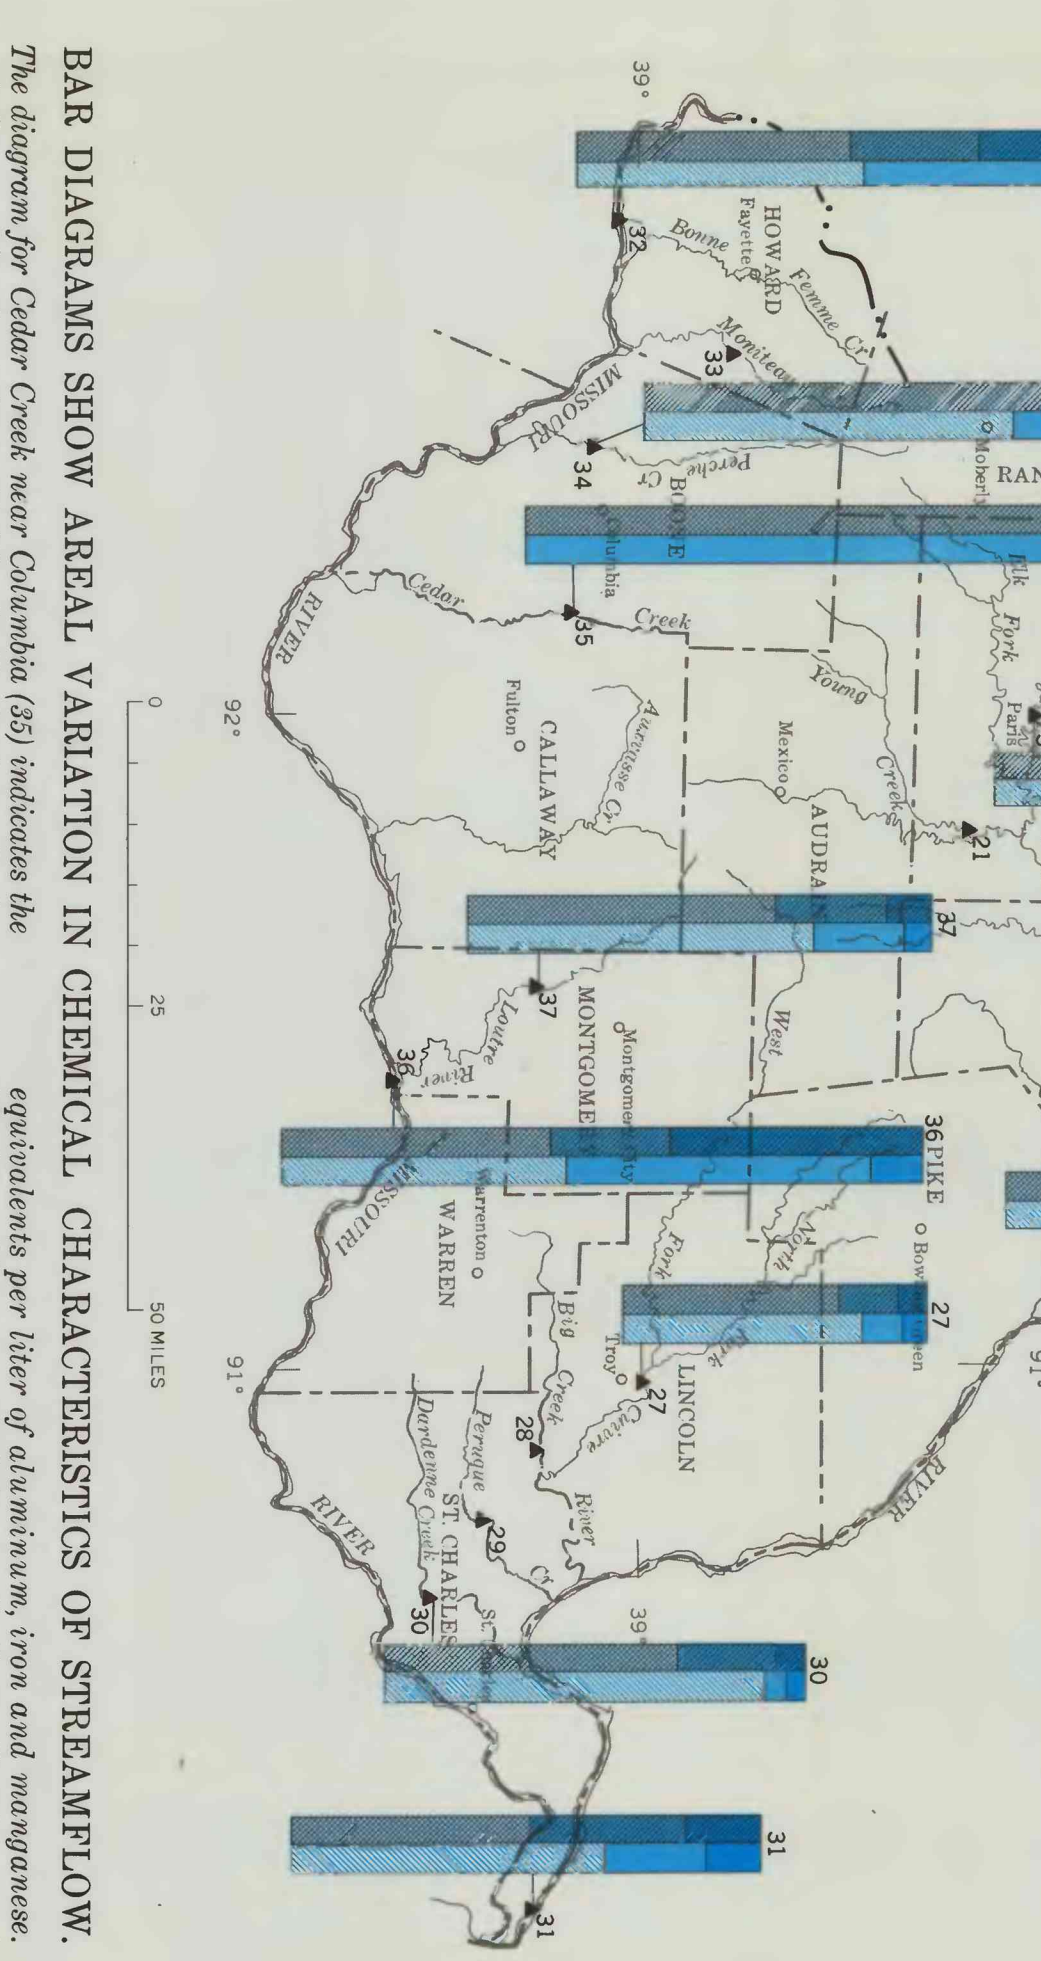 39°
32
Bonne
Femme Cr
HOWARD
Fayette
Moniteau
33
MISSOURI
34
Perche
Cr
BOONE
Columbia
Moberly
RAN
Elk
Fork
Paris
Cedar
Creek
35
RIVER
Young
Creek
Mexico
AUDRAIN
21
Fulton
CALLAWAY
Auxvasse Cr
92°
37
37
Loutre
River
36
MONTGOME
Montgomery City
West
36
PIKE
Bowling Green
MISSOURI
Warrenton
WARREN
Fork
North
Fork
27
Troy
27
LINCOLN
Cuivre
River
Big
Creek
28
91°
91°
Peruque
Cr
29
Dardenne
Creek
ST. CHARLES
30
St.
RIVER
RIVER
39°
30
31
31
0 25 50 MILES
BAR DIAGRAMS SHOW AREAL VARIATION IN CHEMICAL CHARACTERISTICS OF STREAMFLOW.
The diagram for Cedar Creek near Columbia (35) indicates the
equivalents per liter of aluminum, iron and manganese.